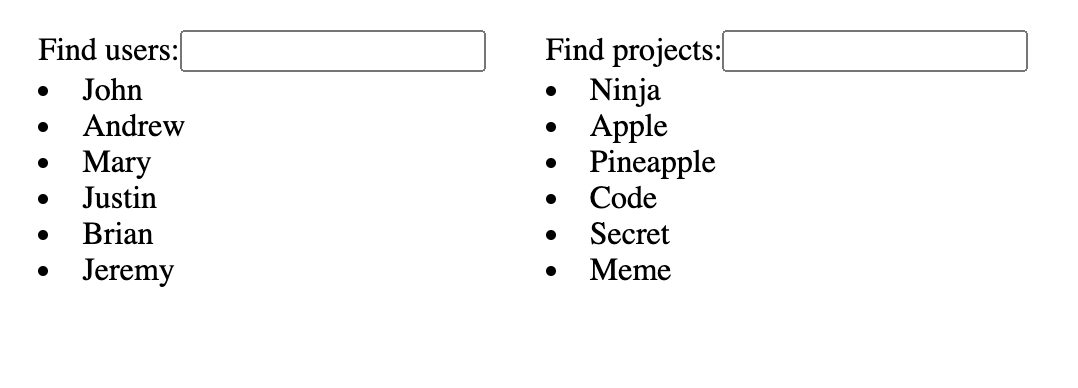 Find users:
John
Andrew
Mary
Justin
Brian
Jeremy
Find projects:
Ninja
Apple
Pineapple
Code
Secret
Meme